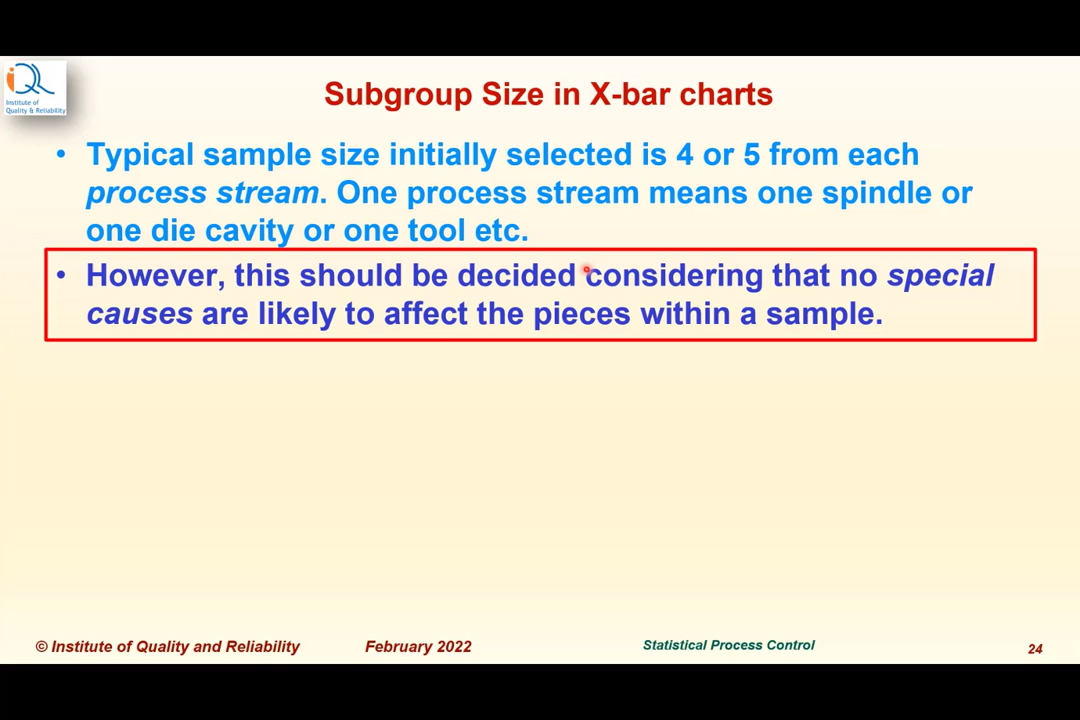 iQR
Institute of
Quality & Reliability
Subgroup Size in X-bar charts
• Typical sample size initially selected is 4 or 5 from each
process stream. One process stream means one spindle or
one die cavity or one tool etc.
• However, this should be decided considering that no special
causes are likely to affect the pieces within a sample.
© Institute of Quality and Reliability February 2022 Statistical Process Control 24